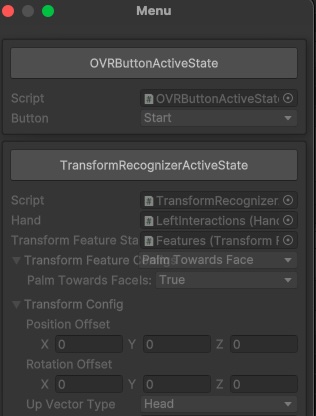 Menu
OVRButtonActiveState
Script OVRButtonActiveStat
Button Start
TransformRecognizerActiveState
Script TransformRecognizer
Hand LeftInteractions (Hand
Transform Feature Sta Features (Transform F
Transform Feature Palm Towards Face
Palm Towards FaceIs: True
Transform Config
Position Offset
X 0 Y 0 Z 0
Rotation Offset
X 0 Y 0 Z 0
Up Vector Type Head